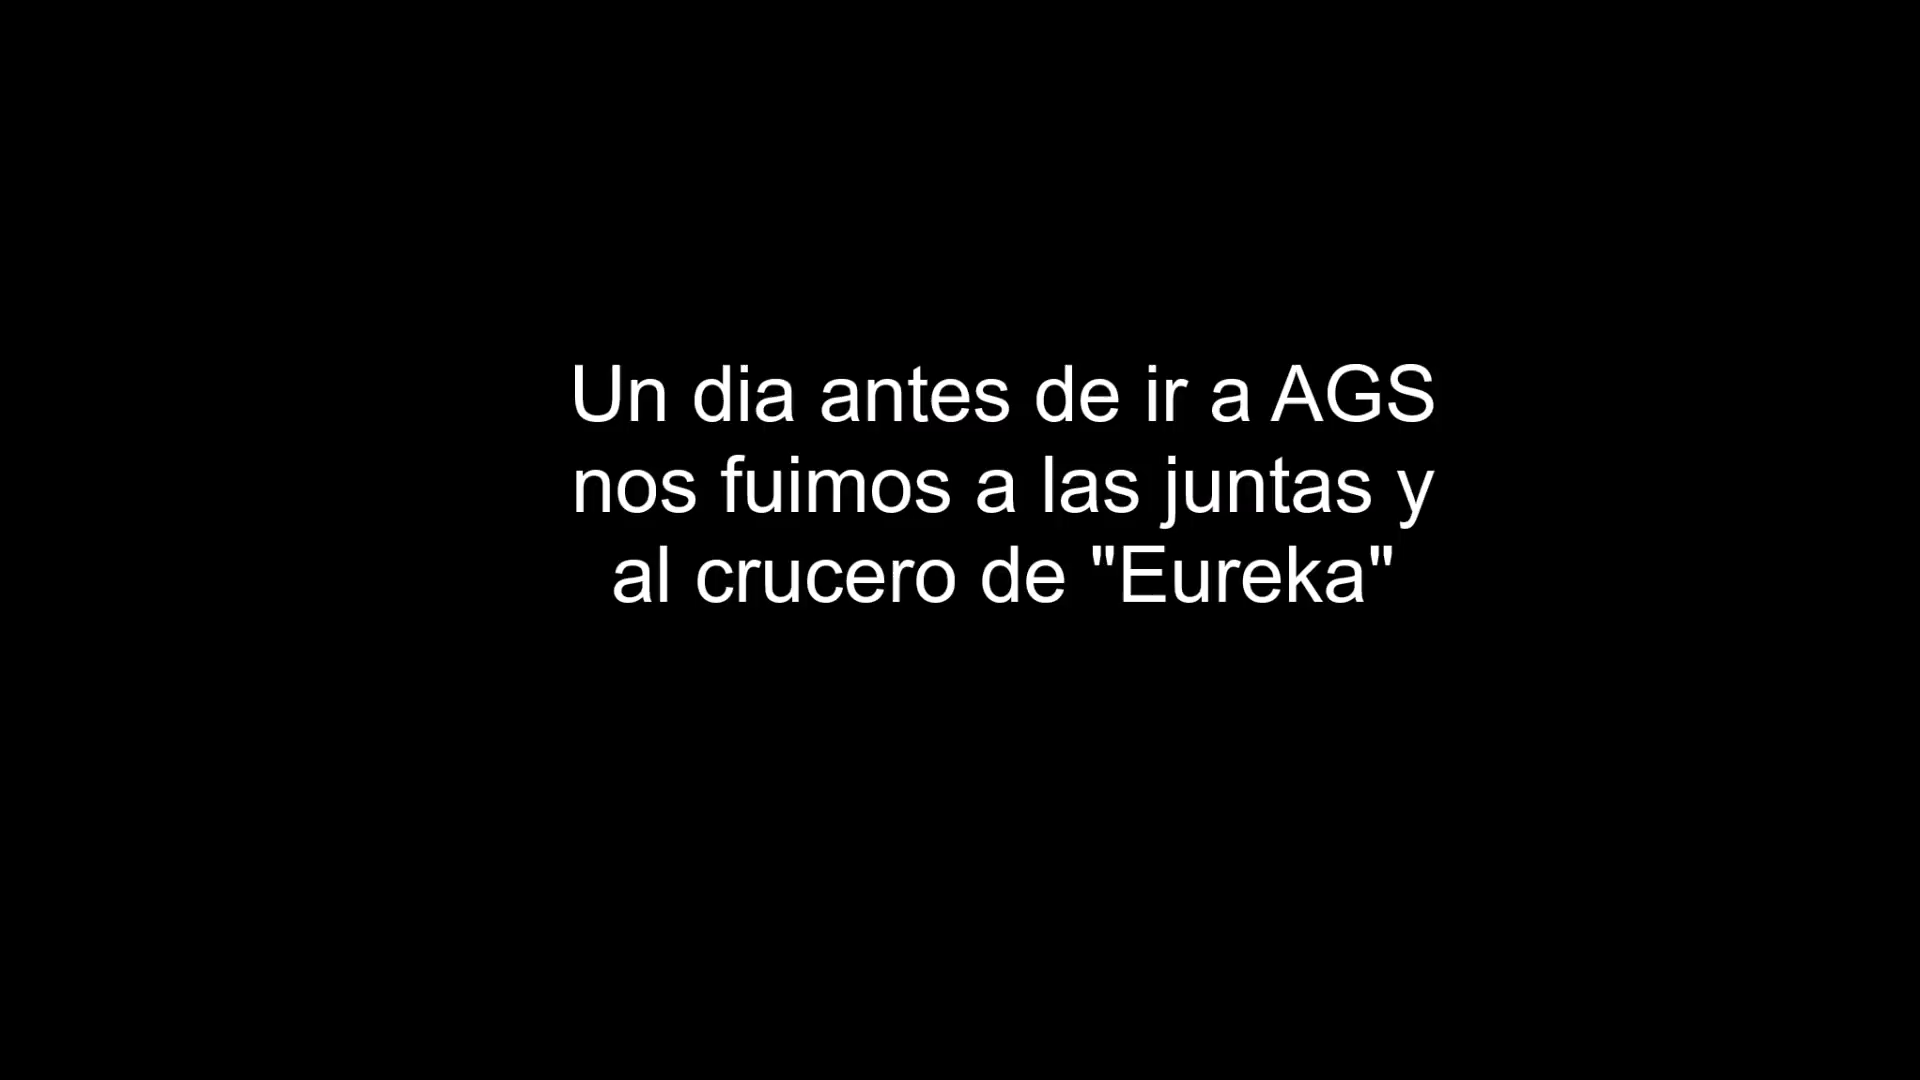 Un dia antes de ir a AGS
nos fuimos a las juntas y
al crucero de "Eureka"